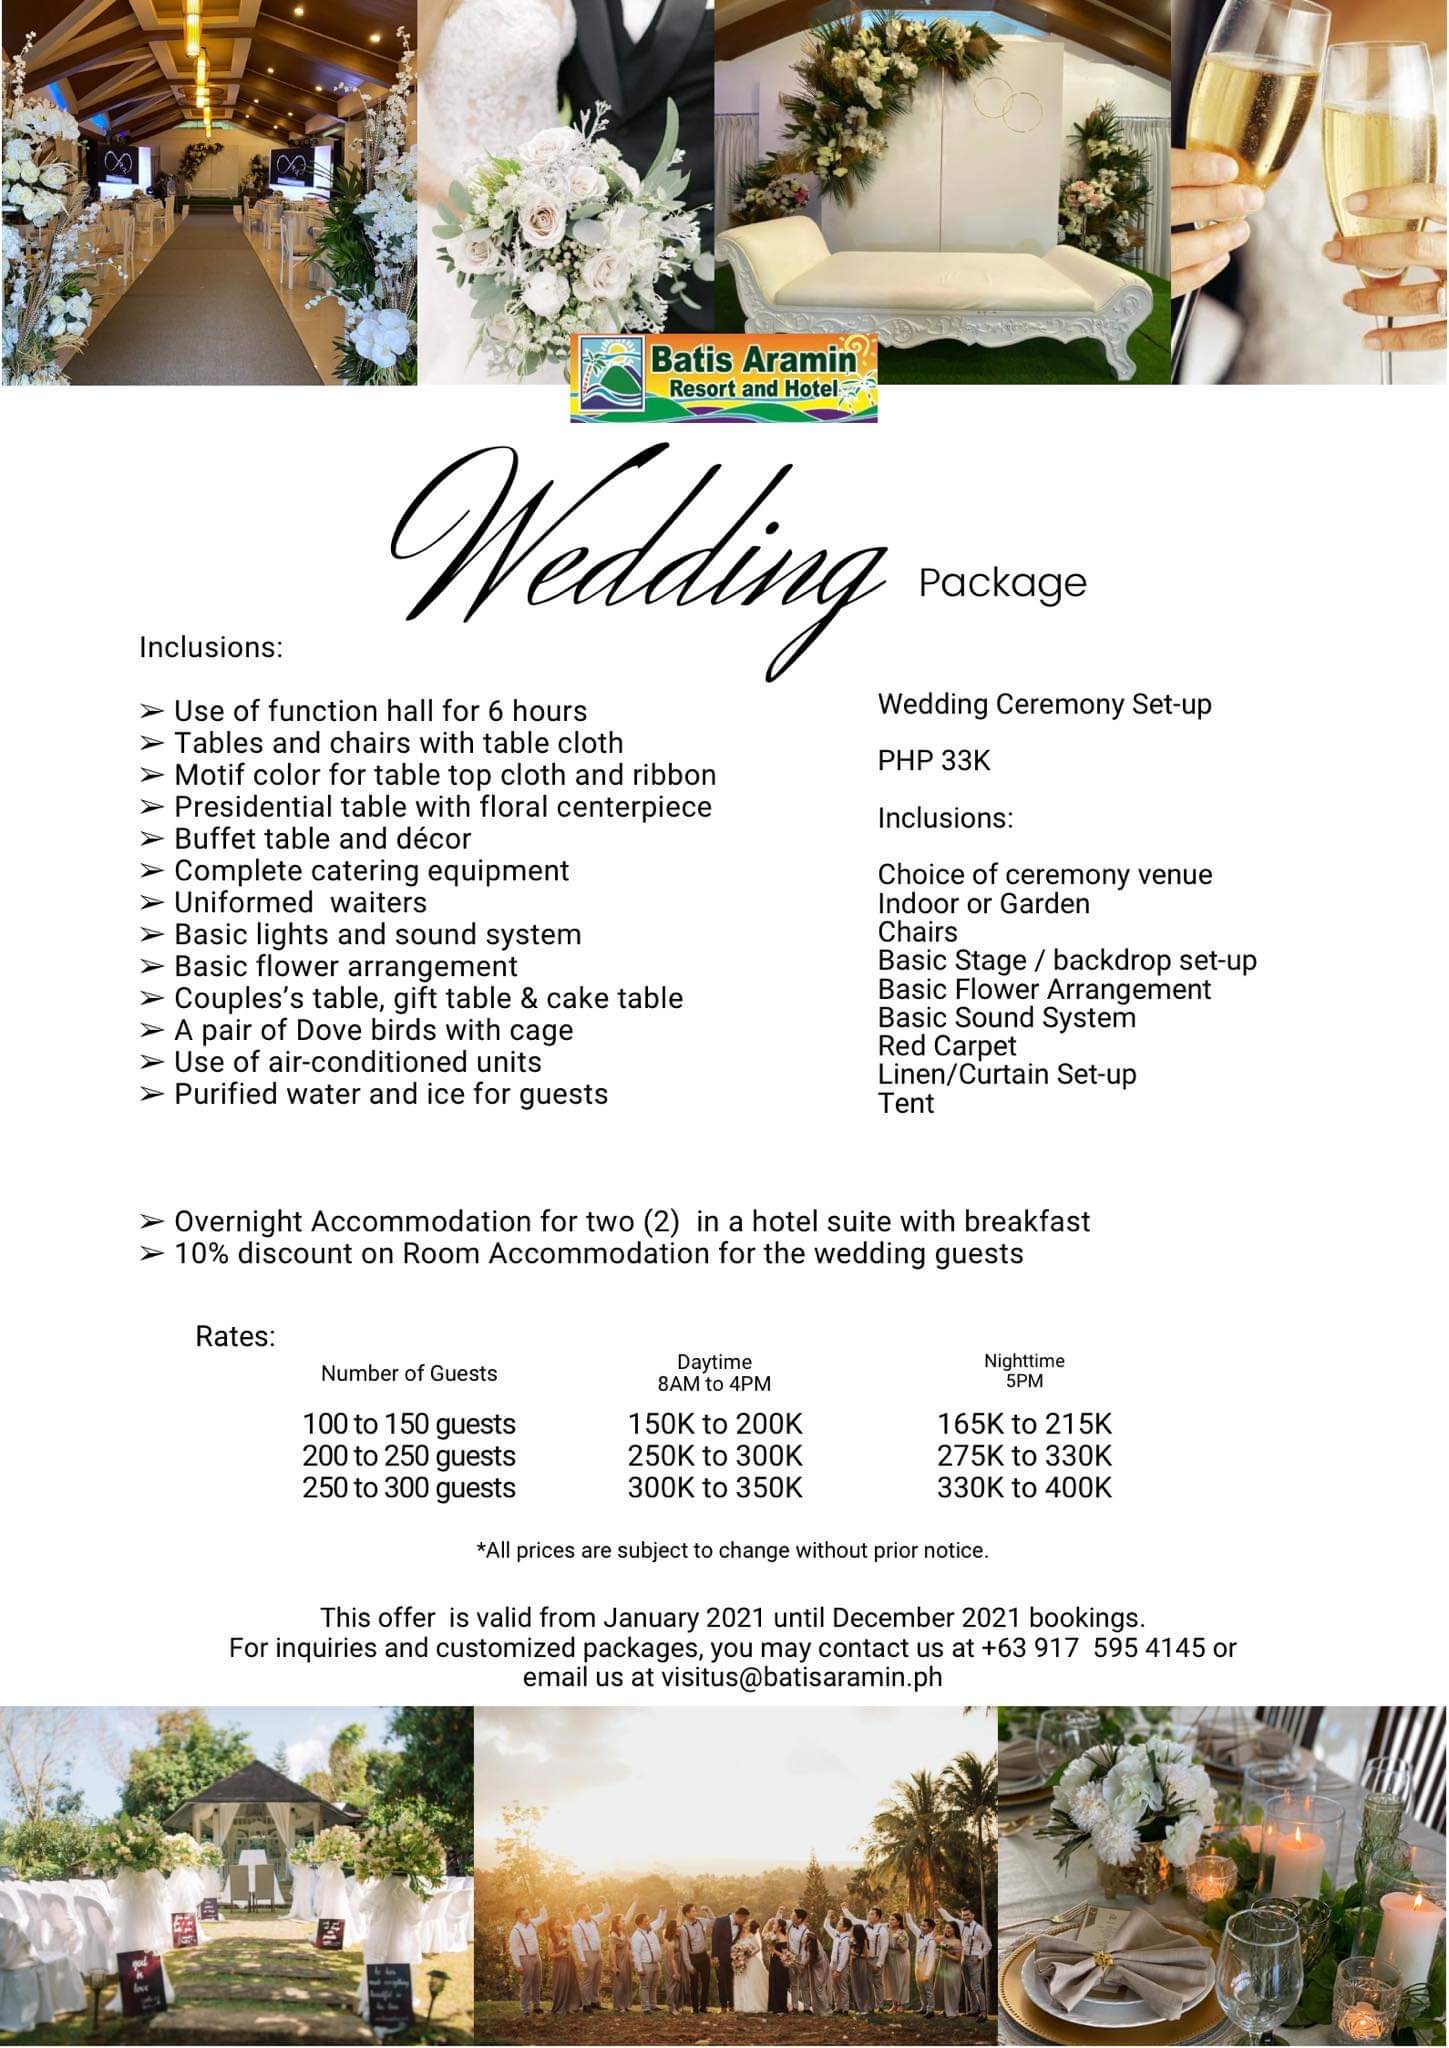 Batis Aramin
Resort and Hotel
Wedding Package
Inclusions:
➢ Use of function hall for 6 hours
➢ Tables and chairs with table cloth
➢ Motif color for table top cloth and ribbon
➢ Presidential table with floral centerpiece
➢ Buffet table and décor
➢ Complete catering equipment
➢ Uniformed waiters
➢ Basic lights and sound system
➢ Basic flower arrangement
➢ Couples’s table, gift table & cake table
➢ A pair of Dove birds with cage
➢ Use of air-conditioned units
➢ Purified water and ice for guests
Wedding Ceremony Set-up
PHP 33K
Inclusions:
Choice of ceremony venue
Indoor or Garden
Chairs
Basic Stage / backdrop set-up
Basic Flower Arrangement
Basic Sound System
Red Carpet
Linen/Curtain Set-up
Tent
➢ Overnight Accommodation for two (2) in a hotel suite with breakfast
➢ 10% discount on Room Accommodation for the wedding guests
Rates:
Number of Guests Daytime Nighttime
8AM to 4PM 5PM
100 to 150 guests 150K to 200K 165K to 215K
200 to 250 guests 250K to 300K 275K to 330K
250 to 300 guests 300K to 350K 330K to 400K
*All prices are subject to change without prior notice.
This offer is valid from January 2021 until December 2021 bookings.
For inquiries and customized packages, you may contact us at +63 917 595 4145 or
email us at visitus@batisaramin.ph
god
is
love